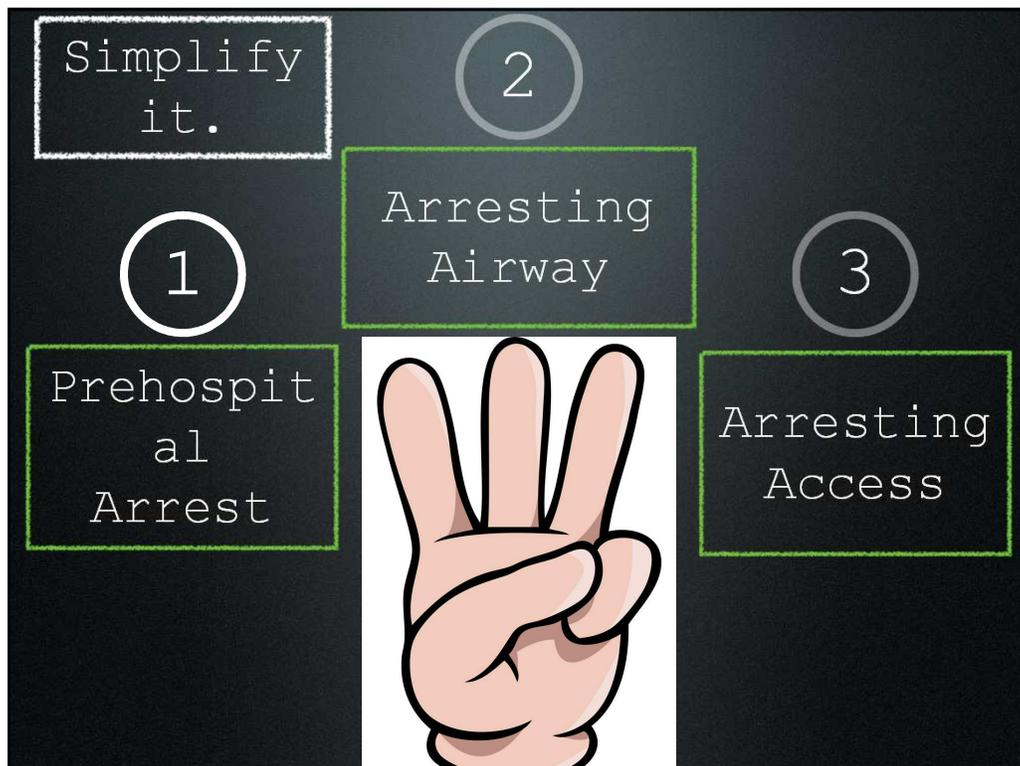 Simplify
it.
1
Prehospit
al
Arrest
2
Arresting
Airway
3
Arresting
Access